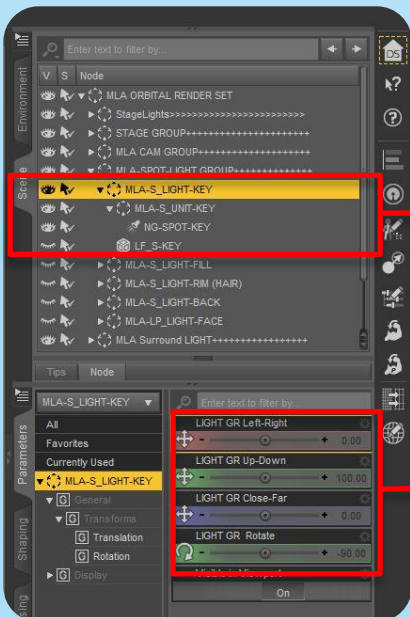 Enter text to filter by...
V S Node
MLA ORBITAL RENDER SET
StageLights>>>>>>>>>>>>>>>>>>>>>>>>
STAGE GROUP++++++++++++++++++++++
MLA CAM GROUP+++++++++++++++++++
MLA-SPOT-LIGHT GROUP++++++++++++
MLA-S_LIGHT-KEY
MLA-S_UNIT-KEY
NG-SPOT-KEY
LF_S-KEY
MLA-S_LIGHT-FILL
MLA-S_LIGHT-RIM (HAIR)
MLA-S_LIGHT-BACK
MLA-LP_LIGHT-FACE
MLA Surround LIGHT+++++++++++++++++
Environment
Scene
DS
Tips
Node
MLA-S_LIGHT-KEY
Enter text to filter by...
All
Favorites
Currently Used
MLA-S_LIGHT-KEY
G General
G Transforms
G Translation
G Rotation
G Display
LIGHT GR Left-Right
0.00
LIGHT GR Up-Down
100.00
LIGHT GR Close-Far
0.00
LIGHT GR Rotate
-90.00
On
Parameters
Shaping